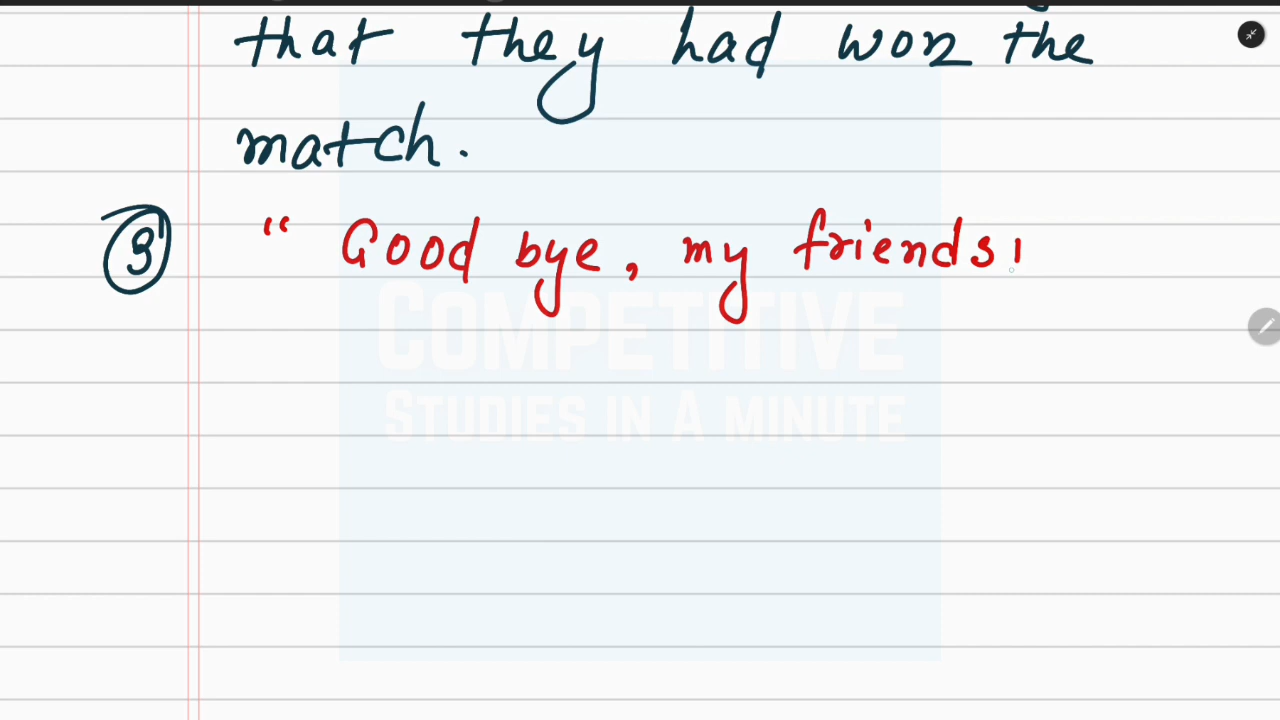 that they had won the
match.
③ " Good bye, my friends!
COMPETITIVE
STUDIES IN A MINUTE